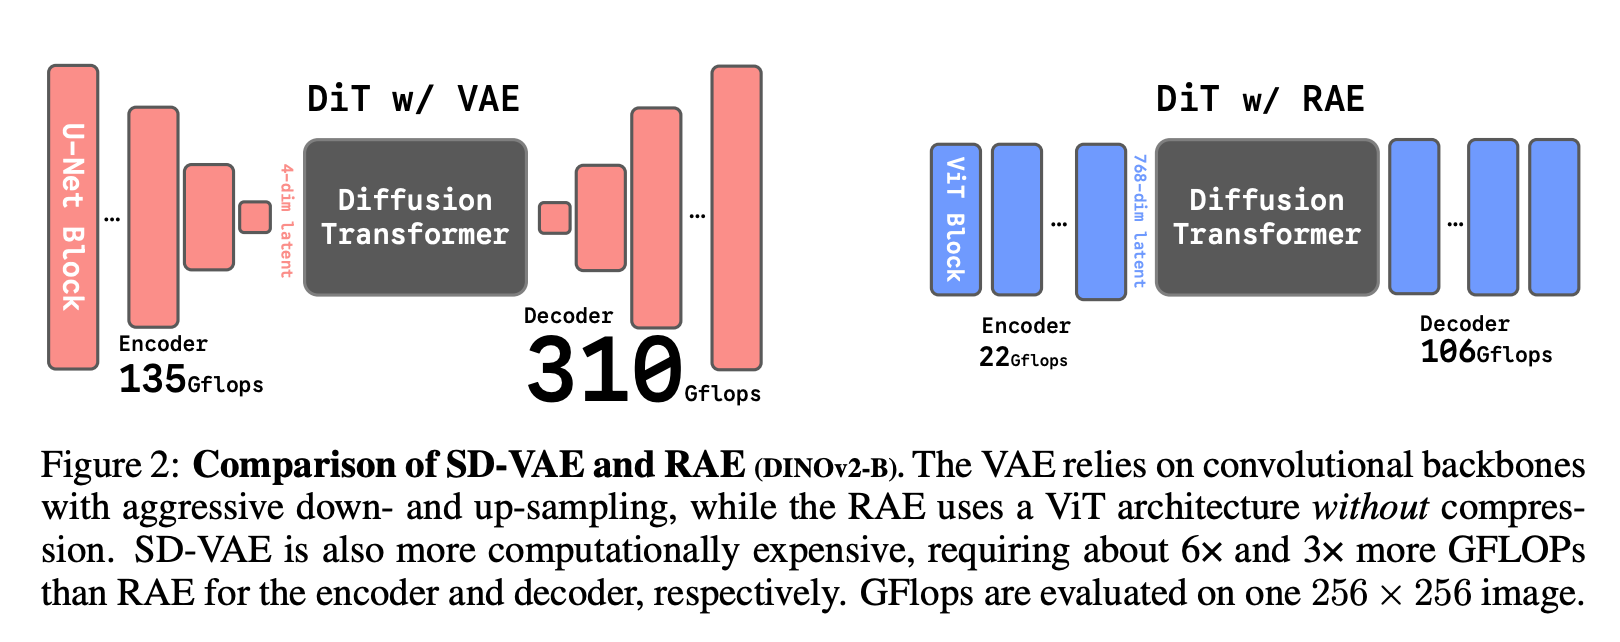 DiT w/ VAE
U-Net Block
...
4-dim latent
Diffusion
Transformer
...
Encoder
135Gflops
Decoder
310Gflops
DiT w/ RAE
ViT Block
...
768-dim latent
Diffusion
Transformer
...
Encoder
22Gflops
Decoder
106Gflops
Figure 2: Comparison of SD-VAE and RAE (DINOv2-B). The VAE relies on convolutional backbones
with aggressive down- and up-sampling, while the RAE uses a ViT architecture without compres-
sion. SD-VAE is also more computationally expensive, requiring about 6× and 3× more GFLOPs
than RAE for the encoder and decoder, respectively. GFlops are evaluated on one 256 × 256 image.